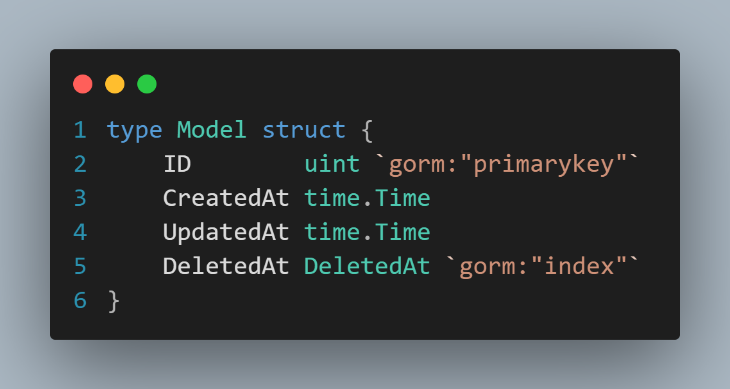 1 type Model struct {
2     ID        uint `gorm:"primarykey"`
3     CreatedAt time.Time
4     UpdatedAt time.Time
5     DeletedAt DeletedAt `gorm:"index"`
6 }